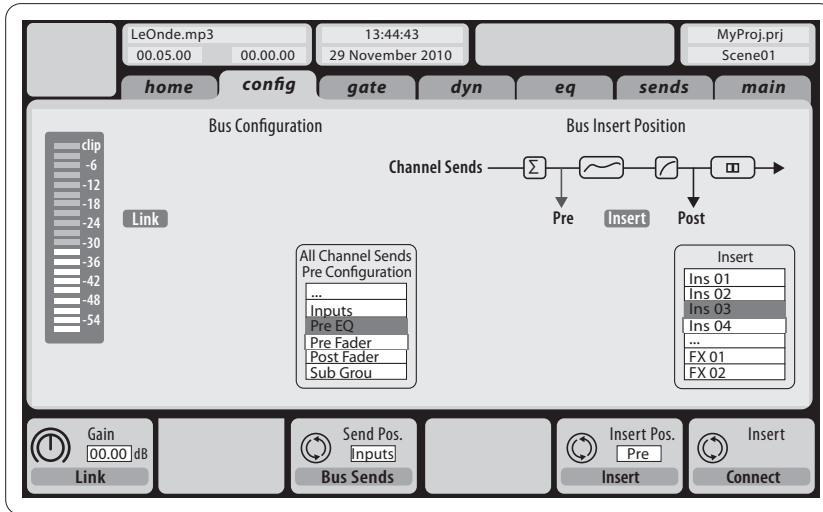 LeOnde.mp3
00.05.00 00.00.00
13:44:43
29 November 2010
MyProj.prj
Scene01
home config gate dyn eq sends main
Bus Configuration
Bus Insert Position
clip
-6
-12
-18
-24
-30
-36
-42
-48
-54
Link
Channel Sends
Σ
Pre Insert Post
All Channel Sends
Pre Configuration
...
Inputs
Pre EQ
Pre Fader
Post Fader
Sub Grou
Insert
Ins 01
Ins 02
Ins 03
Ins 04
...
FX 01
FX 02
Gain
00.00 dB
Link
Send Pos.
Inputs
Bus Sends
Insert Pos.
Pre
Insert
Insert
Connect